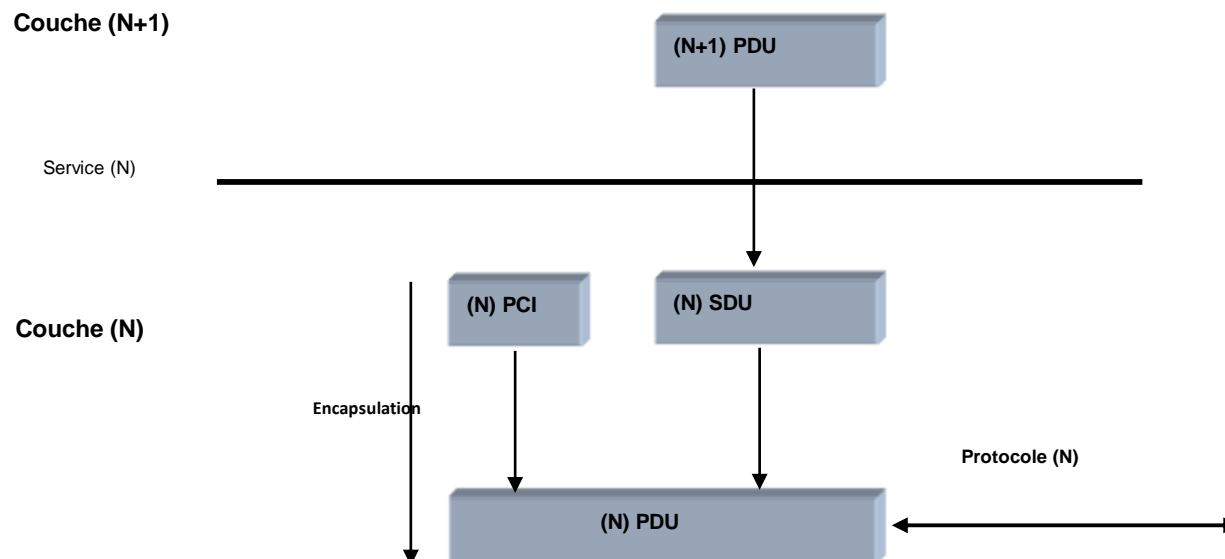 Couche (N+1)
(N+1) PDU
Service (N)
(N) PCI
(N) SDU
Couche (N)
Encapsulation
Protocole (N)
(N) PDU